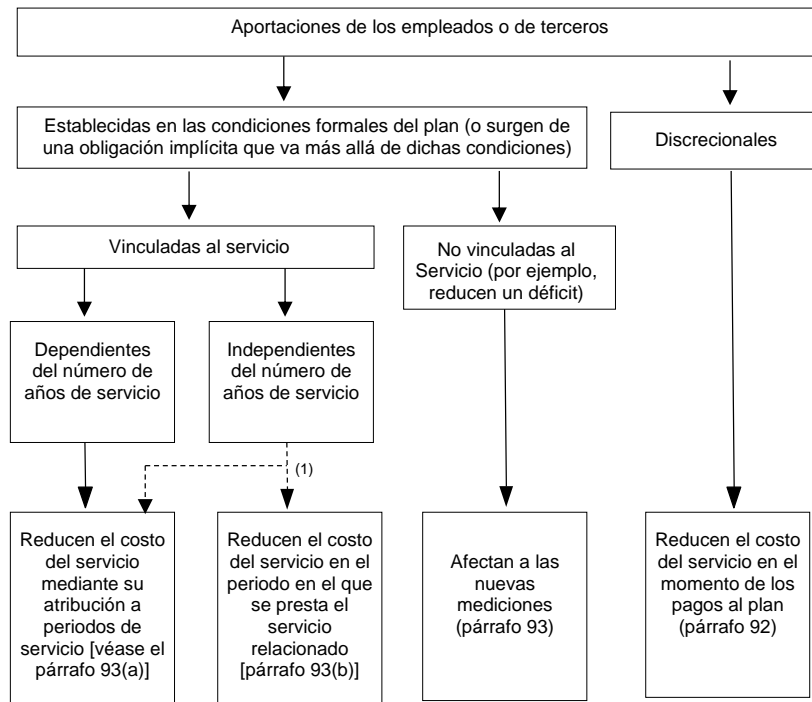 Aportaciones de los empleados o de terceros
Establecidas en las condiciones formales del plan (o surgen de
una obligación implícita que va más allá de dichas condiciones)
Discrecionales
Vinculadas al servicio
No vinculadas al
Servicio (por ejemplo,
reducen un déficit)
Dependientes
del número de
años de servicio
Independientes
del número de
años de servicio
(1)
Reducen el costo
del servicio
mediante su
atribución a
periodos de
servicio [véase el
párrafo 93(a)]
Reducen el costo
del servicio en el
periodo en el que
se presta el
servicio
relacionado
[párrafo 93(b)]
Afectan a las
nuevas
mediciones
(párrafo 93)
Reducen el costo
del servicio en el
momento de los
pagos al plan
(párrafo 92)